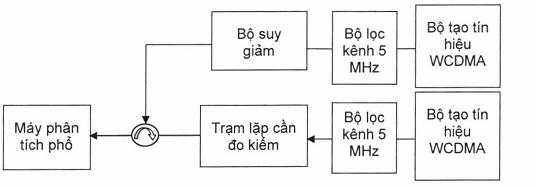 Bộ suy
giảm
Bộ lọc
kênh 5
MHz
Bộ tạo tín
hiệu
WCDMA
Máy phân
tích phổ
Trạm lặp cần
đo kiểm
Bộ lọc
kênh 5
MHz
Bộ tạo tín
hiệu
WCDMA